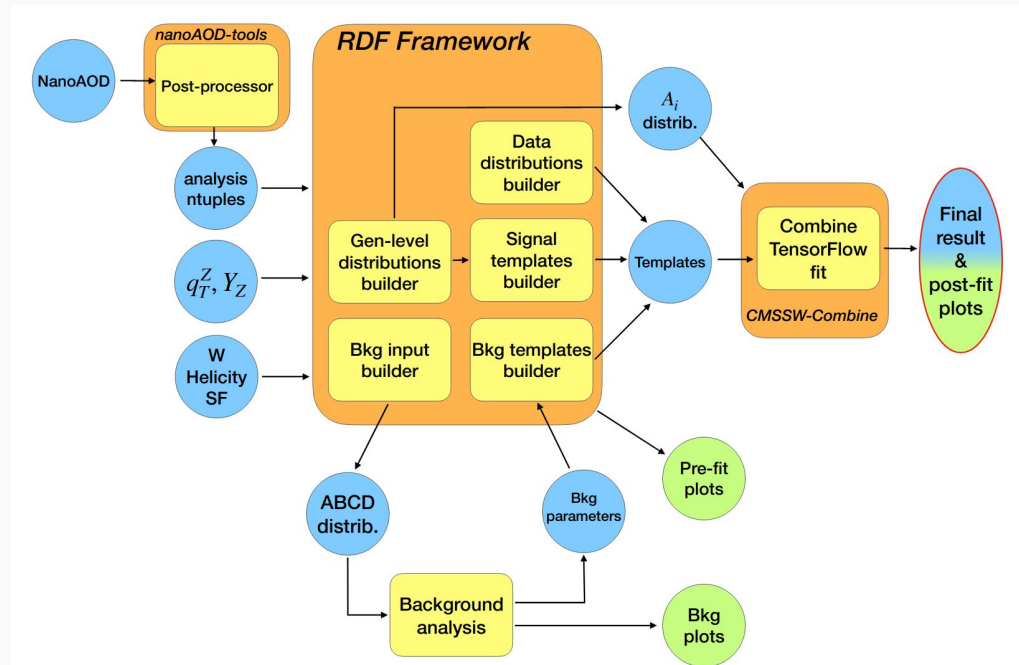 nanoAOD-tools
RDF Framework
NanoAOD
Post-processor
A_i
distrib.
Data
distributions
builder
analysis
ntuples
Final
result
&
post-fit
plots
Combine
TensorFlow
fit
Gen-level
distributions
builder
Signal
templates
builder
Templates
q_T^Z, Y_Z
CMSSW-Combine
Bkg input
builder
Bkg templates
builder
W
Helicity
SF
Pre-fit
plots
ABCD
distrib.
Bkg
parameters
Background
analysis
Bkg
plots